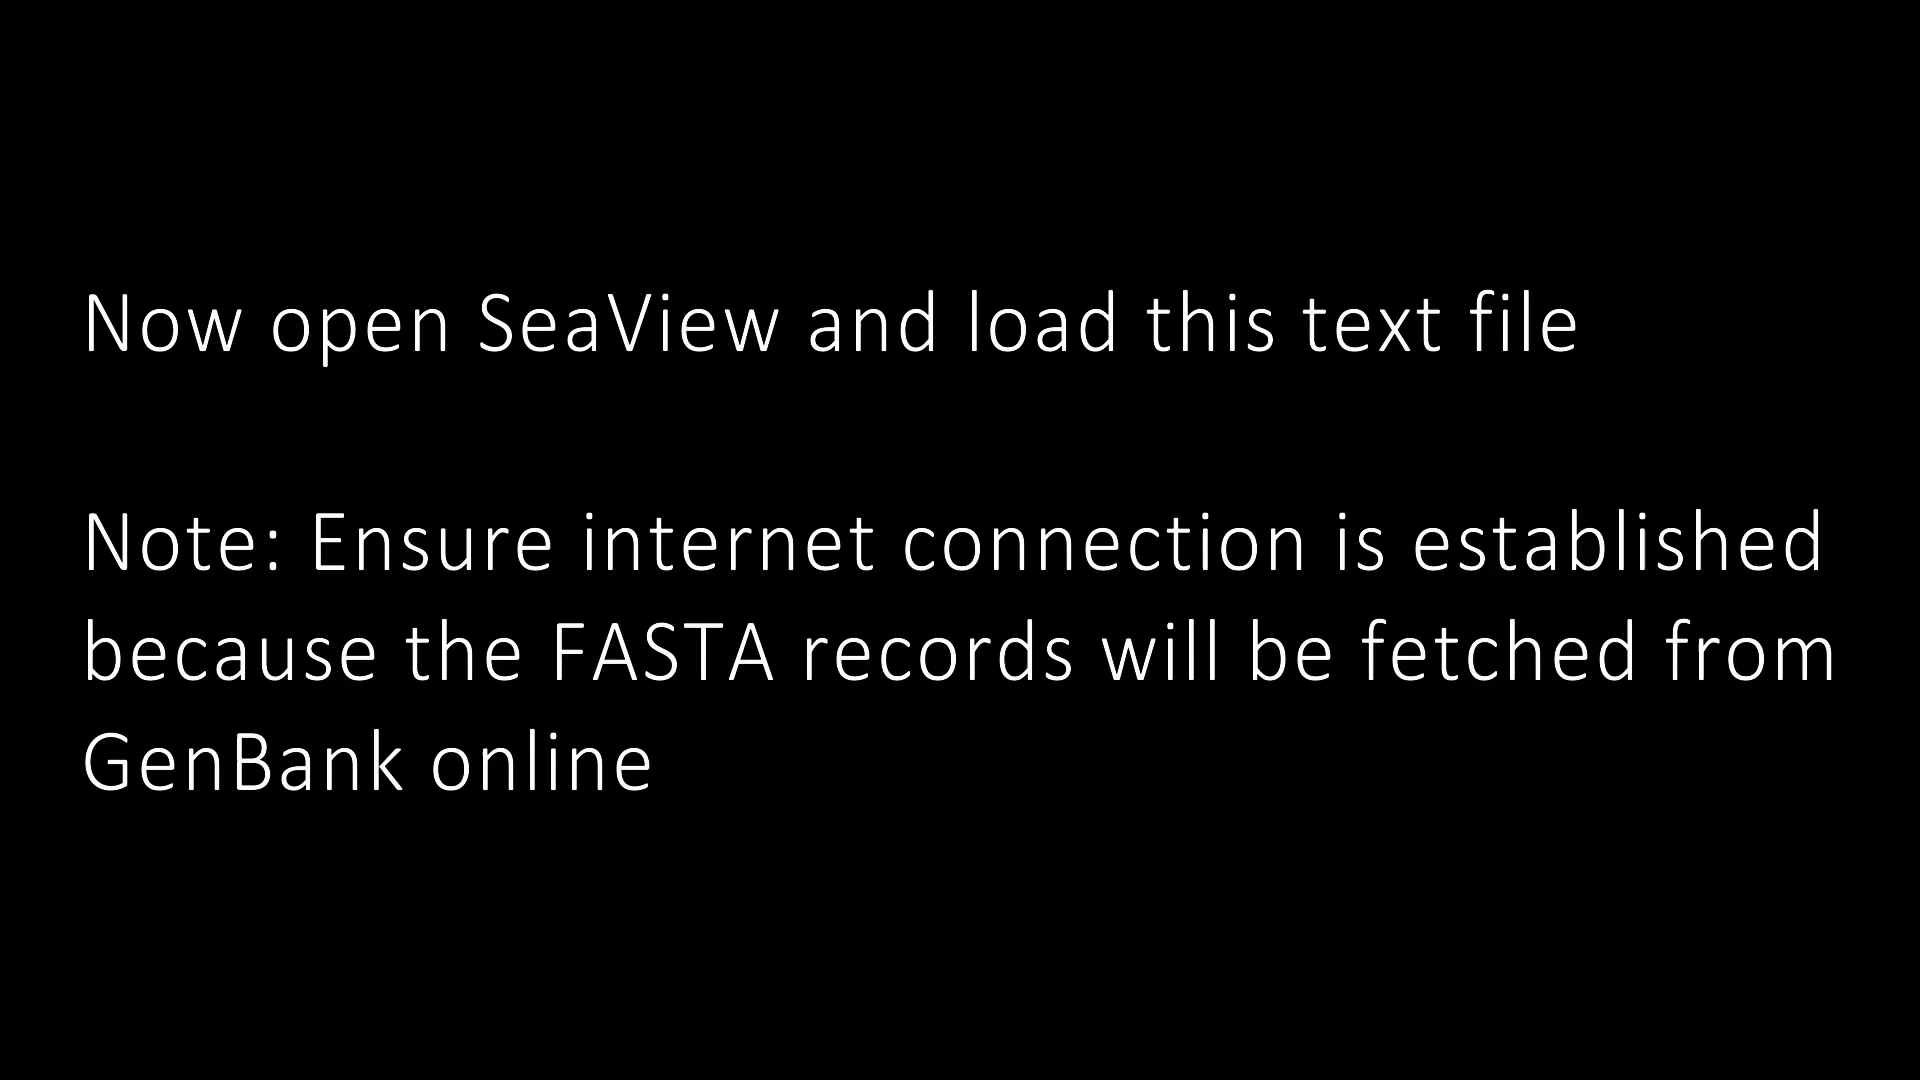 Now open SeaView and load this text file
Note: Ensure internet connection is established
because the FASTA records will be fetched from
GenBank online